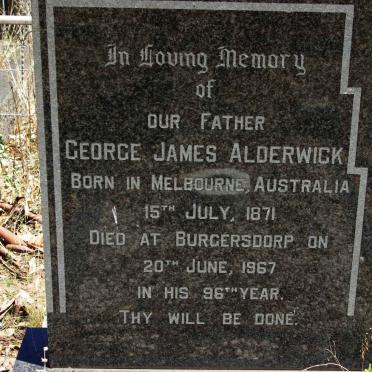 In Loving Memory
of
OUR FATHER
GEORGE JAMES ALDERWICK
BORN IN MELBOURNE, AUSTRALIA
15TH JULY, 1871
DIED AT BURGERSDORP ON
20TH JUNE, 1967
IN HIS 96TH YEAR.
THY WILL BE DONE.